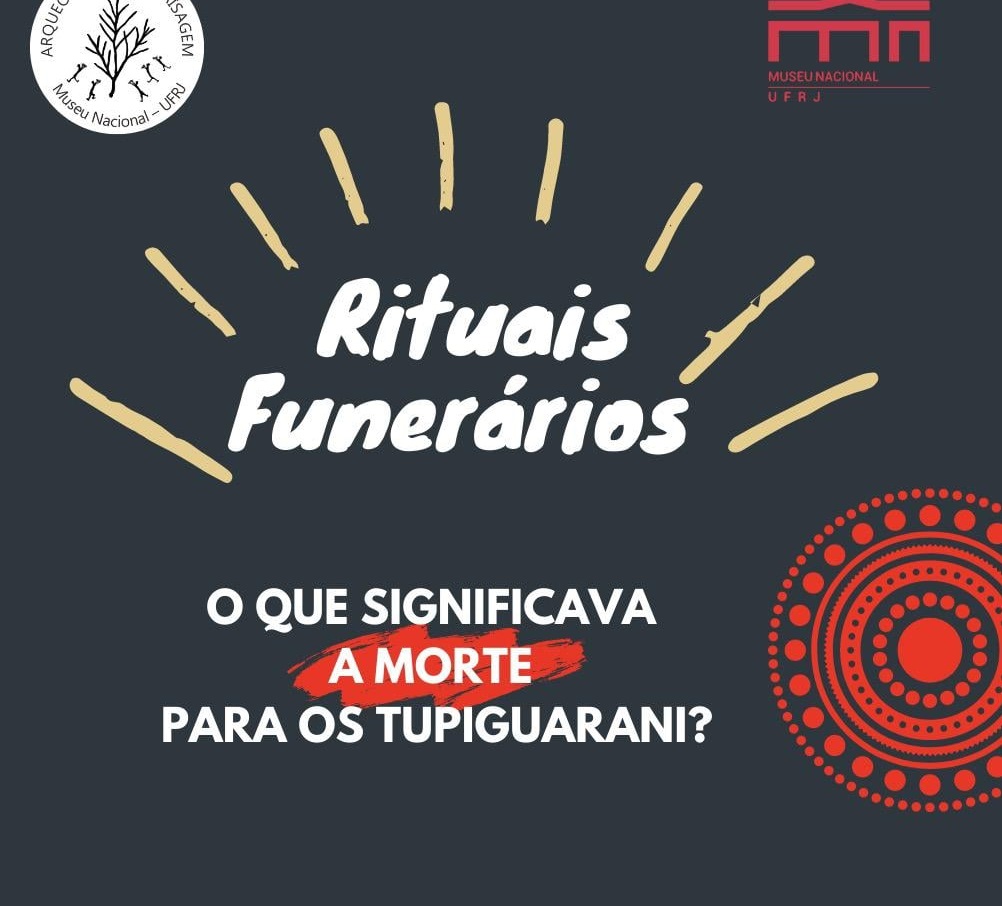 Museu Nacional – UFRJ
MUSEU NACIONAL
UFRJ
Rituais
Funerários
O QUE SIGNIFICAVA
A MORTE
PARA OS TUPIGUARANI?